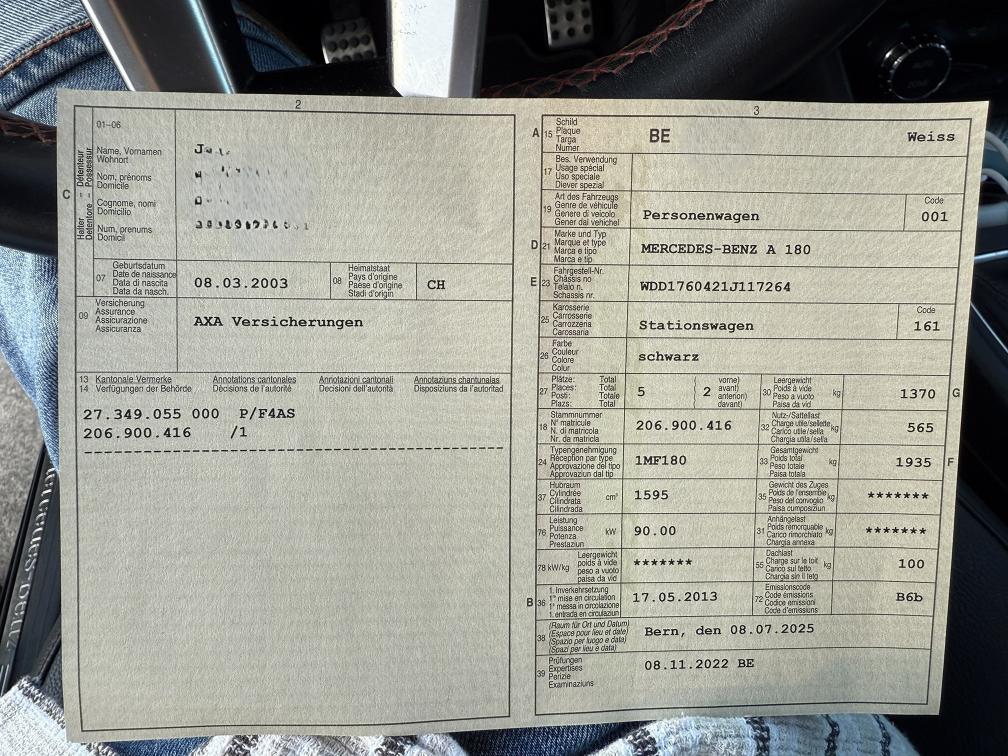 2
01–06
Halter – Detentore – Détenteur Possessur
C
Name, Vornamen
Wohnort
Nom, prénoms
Domicile
Cognome, nomi
Domicilio
Num, prenums
Domicil
07 Geburtsdatum
Date de naissance
Data di nascita
Data da nasch.
08.03.2003
08 Heimatstaat
Pays d'origine
Paese d'origine
Stadi d'origin
CH
09 Versicherung
Assurance
Assicurazione
Assicuranza
AXA Versicherungen
13 Kantonale Vermerke Annotations cantonales Annotazioni cantonali Annotaziuns chantunalas
14 Verfügungen der Behörde Décisions de l'autorité Decisioni dell'autorità Disposiziuns da l'autoritad
27.349.055 000 P/F4AS
206.900.416 /1
3
A 15 Schild
Plaque
Targa
Numer
BE Weiss
17 Bes. Verwendung
Usage spécial
Uso speciale
Diever spezial
19 Art des Fahrzeugs
Genre de véhicule
Genere di veicolo
Gener dal vehichel
Personenwagen
Code
001
D 21 Marke und Typ
Marque et type
Marca e tipo
Marca e tip
MERCEDES-BENZ A 180
E 23 Fahrgestell-Nr.
Châssis no
Telaio n.
Schassis nr.
WDD1760421J117264
25 Karosserie
Carrosserie
Carrozzeria
Carossaria
Stationswagen
Code
161
26 Farbe
Couleur
Colore
Colur
schwarz
27 Plätze: Total
Places: Total
Posti: Totale
Plazs: Total
5
( vorne)
( avant)
anteriori)
davant)
2
30 Leergewicht
Poids à vide
Peso a vuoto
Paisa da vid
kg
1370
G
18 Stammnummer
N° matricule
N. di matricola
Nr. da matricla
206.900.416
32 Nutz-/Sattellast
Charge utile/sellette
Carico utile/sella
Chargia utila/sella
kg
565
24 Typengenehmigung
Réception par type
Approvazione del tipo
Approvaziun dal tip
1MF180
33 Gesamtgewicht
Poids total
Peso totale
Paisa totala
kg
1935
F
37 Hubraum
Cylindrée
Cilindrata
Cilindrada
cm³
1595
35 Gewicht des Zuges
Poids de l'ensemble
Peso del convoglio
Paisa cumposiziun
kg
*******
76 Leistung
Puissance
Potenza
Prestaziun
kW
90.00
31 Anhängelast
Poids remorquable
Carico rimorchiato
Chargia annexa
kg
*******
78 kW/kg Leergewicht
poids à vide
peso a vuoto
paisa da vid
*******
55 Dachlast
Charge sur le toit
Carico sul tetto
Chargia sin il tetg
kg
100
B 36 1. Inverkehrsetzung
1re mise en circulation
1a messa in circolazione
1. entrada en circulaziun
17.05.2013
72 Emissionscode
Code émissions
Codice emissioni
Code d'emissiuns
B6b
38 (Raum für Ort und Datum)
(Espace pour lieu et date)
(Spazio per luogo e data)
(Spazi per lieu e data)
Bern, den 08.07.2025
39 Prüfungen
Expertises
Perizie
Examinaziuns
08.11.2022 BE